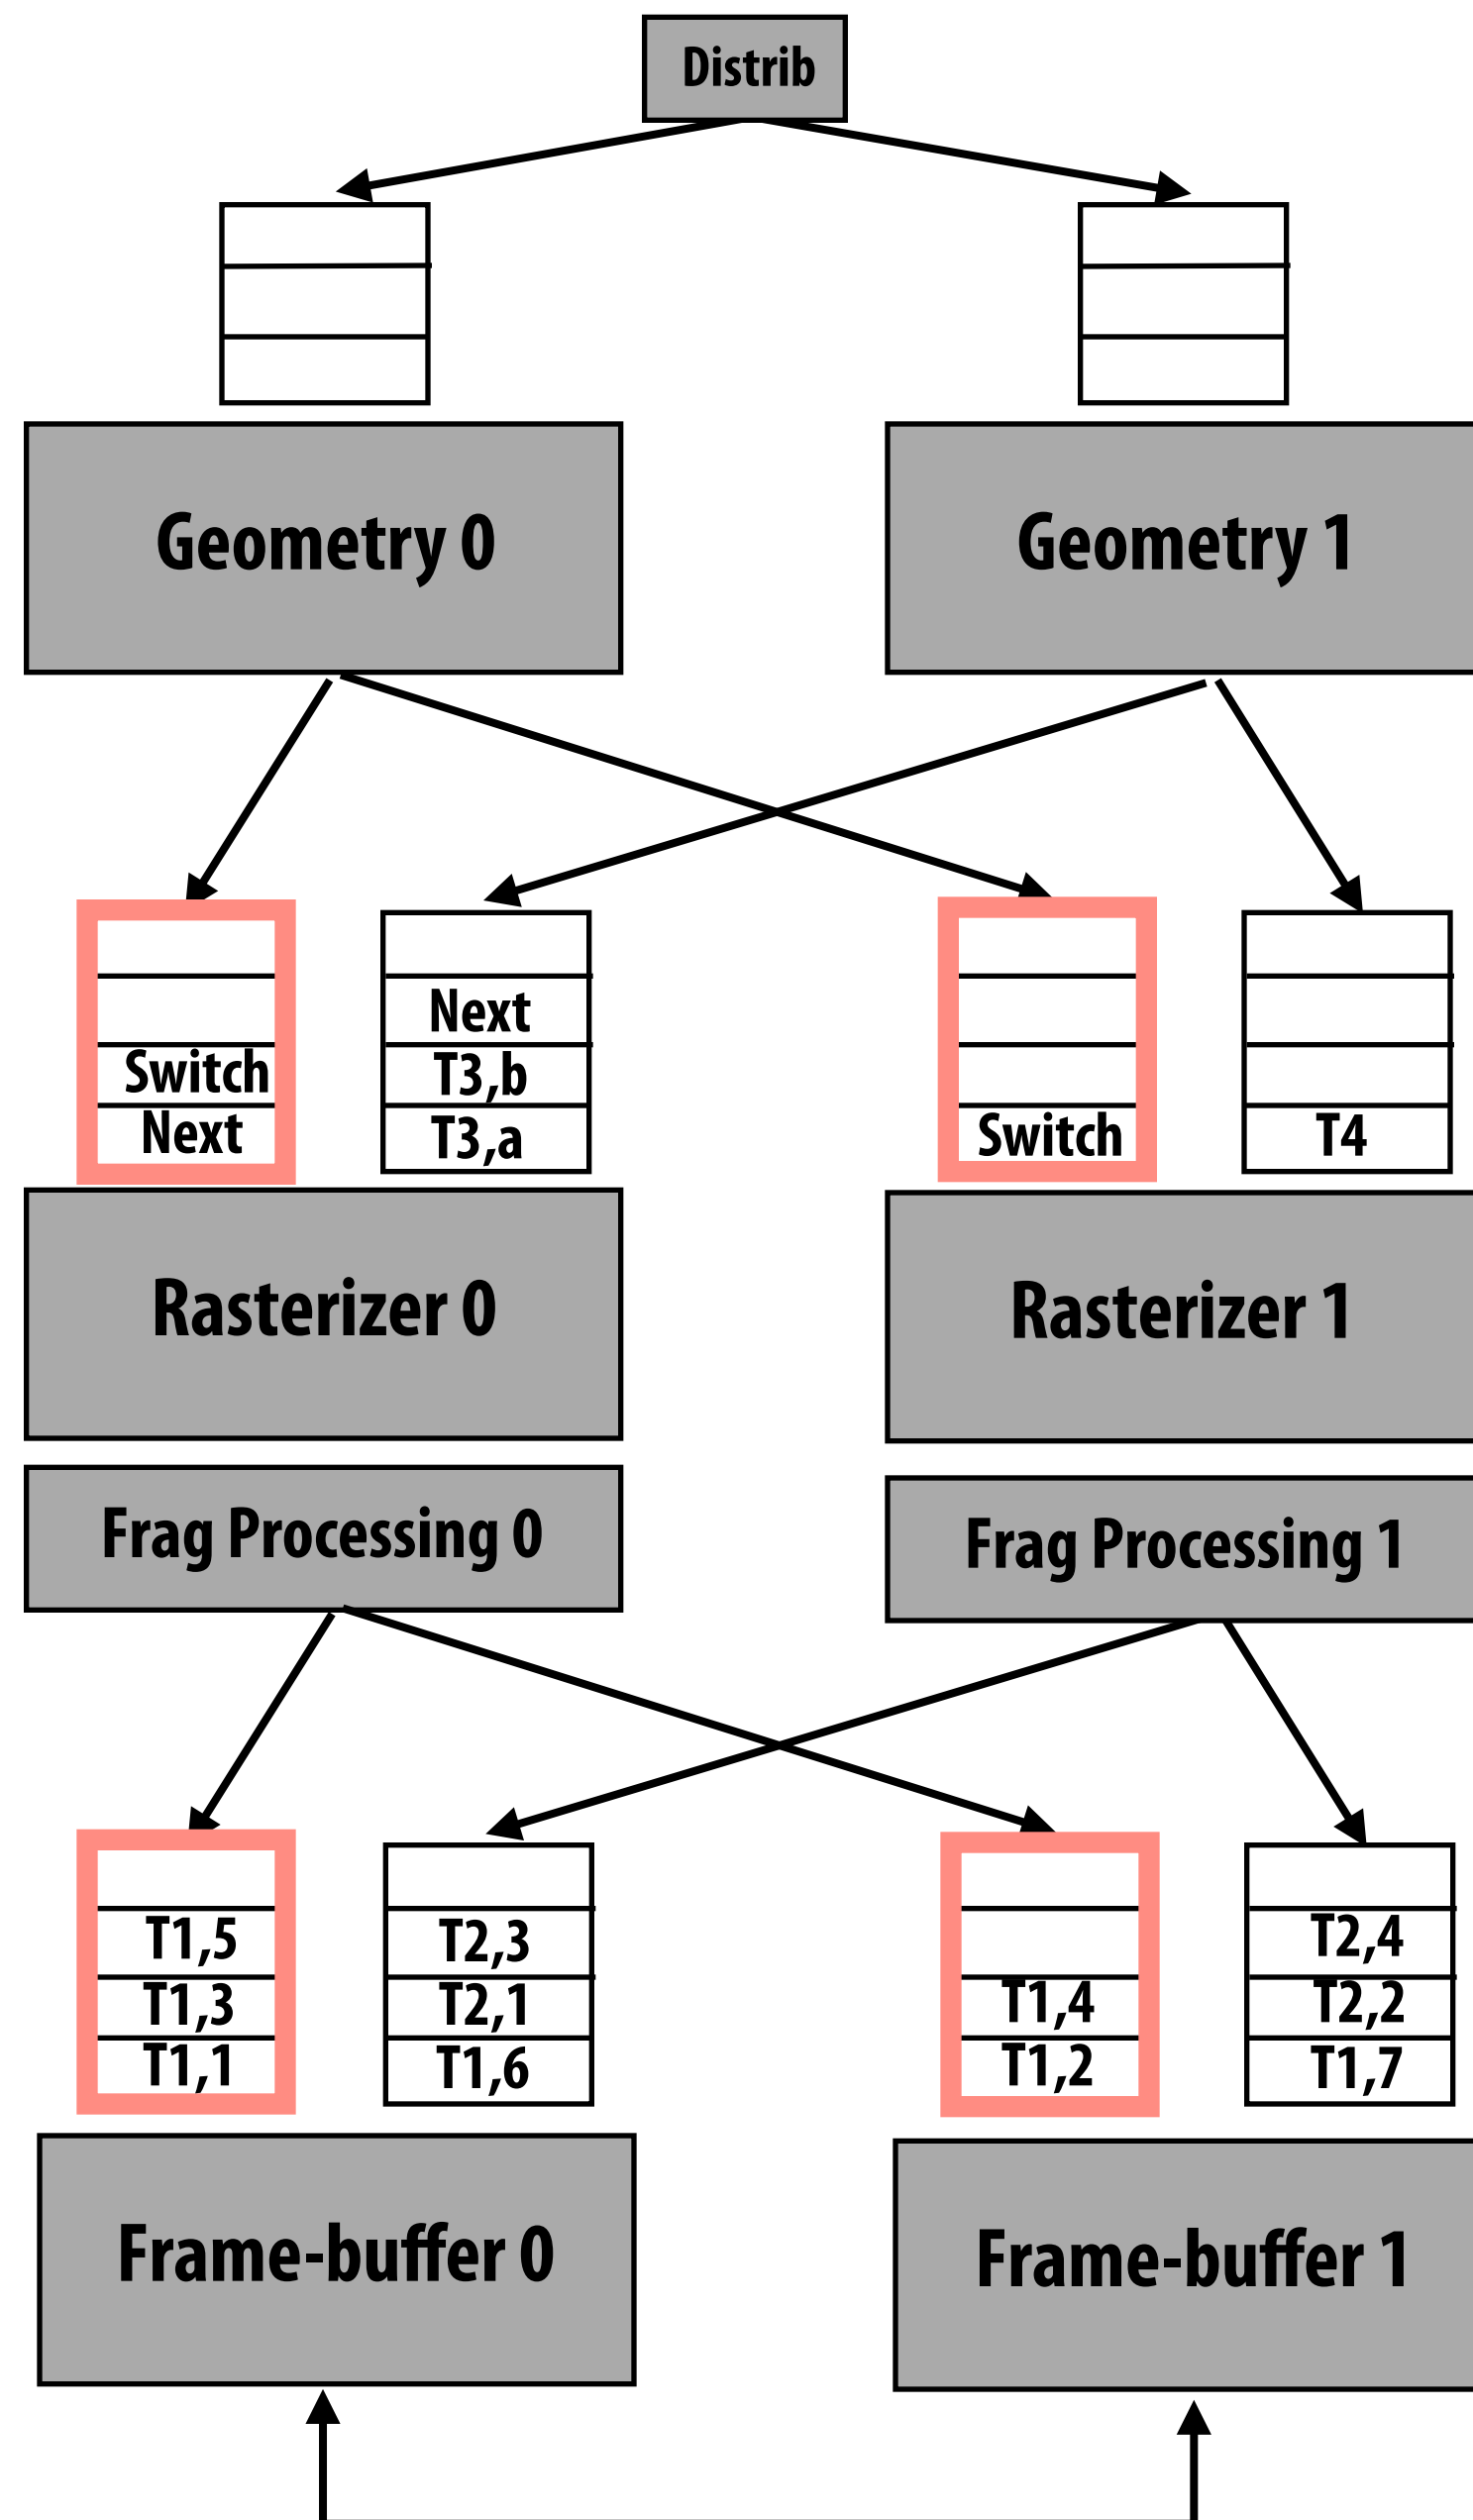 Distrib
Geometry 0
Geometry 1
Switch
Next
Next
T3,b
T3,a
Switch
T4
Rasterizer 0
Rasterizer 1
Frag Processing 0
Frag Processing 1
T1,5
T1,3
T1,1
T2,3
T2,1
T1,6
T1,4
T1,2
T2,4
T2,2
T1,7
Frame-buffer 0
Frame-buffer 1